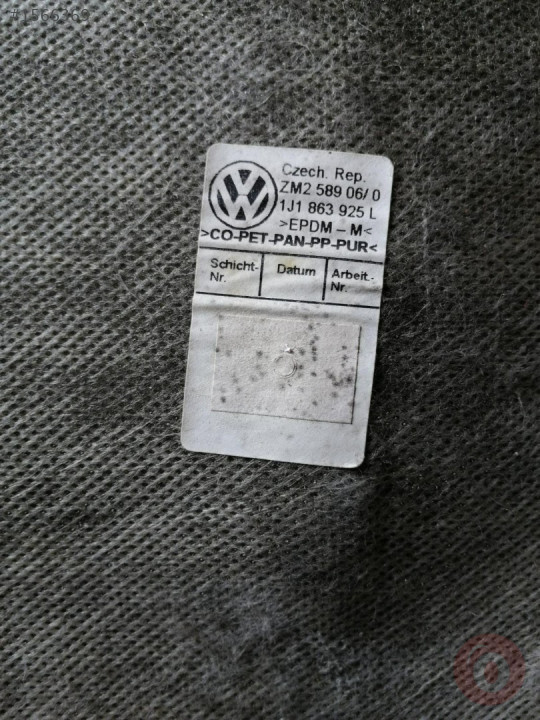 #1566369
Czech. Rep.
ZM2 589 06/0
1J1 863 925 L
>EPDM-M<
>CO-PET-PAN-PP-PUR<
Schicht-Nr. Datum Arbeit.-Nr.